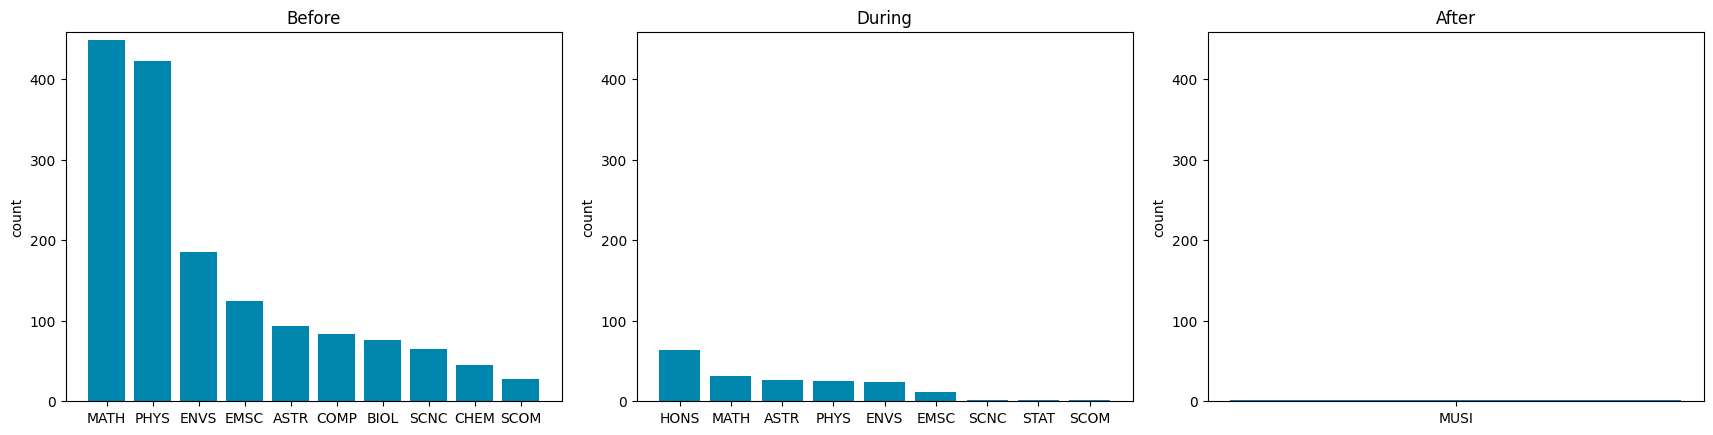 Before
count
400
300
200
100
0
MATH PHYS ENVS EMSC ASTR COMP BIOL SCNC CHEM SCOM
During
count
400
300
200
100
0
HONS MATH ASTR PHYS ENVS EMSC SCNC STAT SCOM
After
count
400
300
200
100
0
MUSI